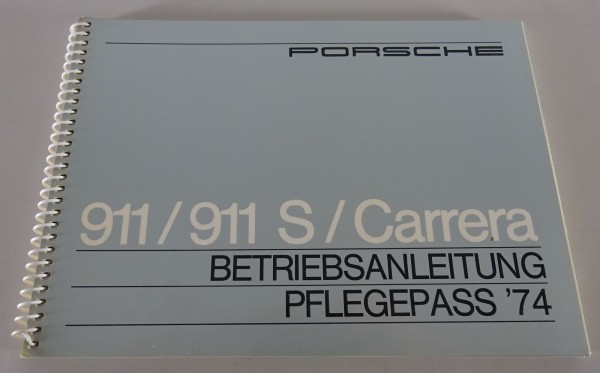 PORSCHE
911/911 S/Carrera
BETRIEBSANLEITUNG
PFLEGEPASS '74